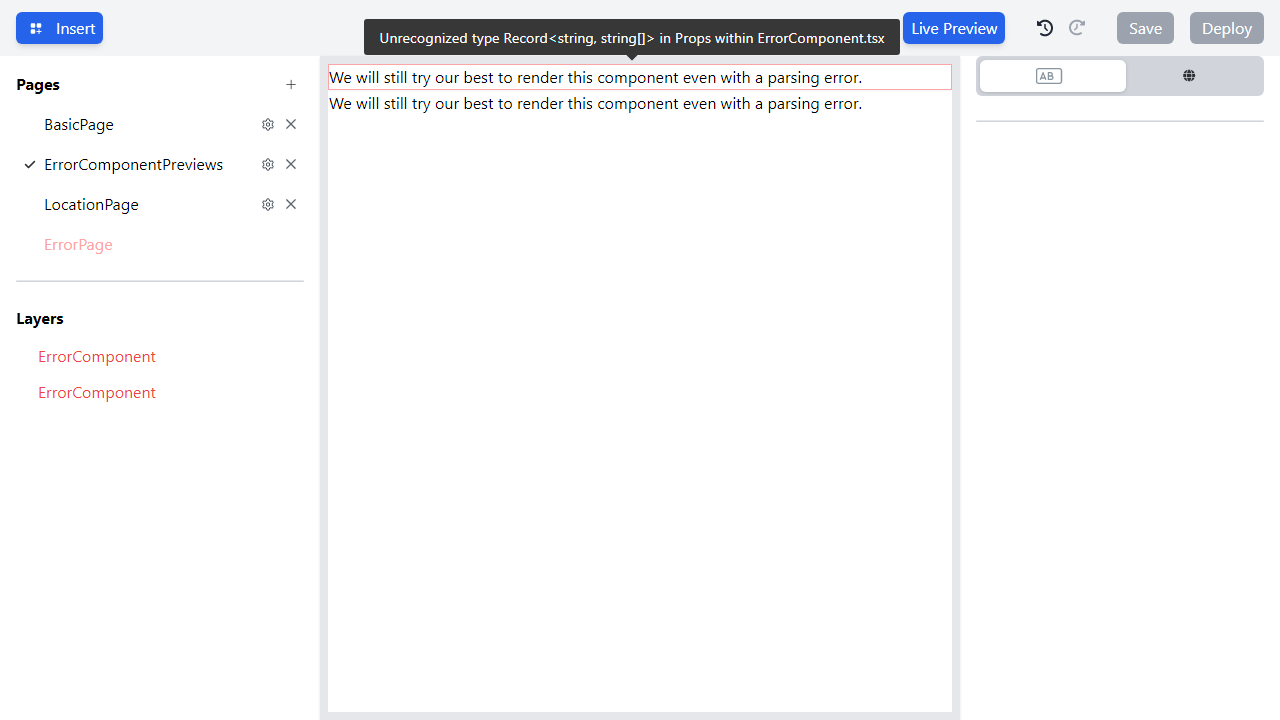 Insert
Unrecognized type Record<string, string[]> in Props within ErrorComponent.tsx
Live Preview
Save
Deploy
Pages
BasicPage
ErrorComponentPreviews
LocationPage
ErrorPage
Layers
ErrorComponent
ErrorComponent
We will still try our best to render this component even with a parsing error.
We will still try our best to render this component even with a parsing error.
AB